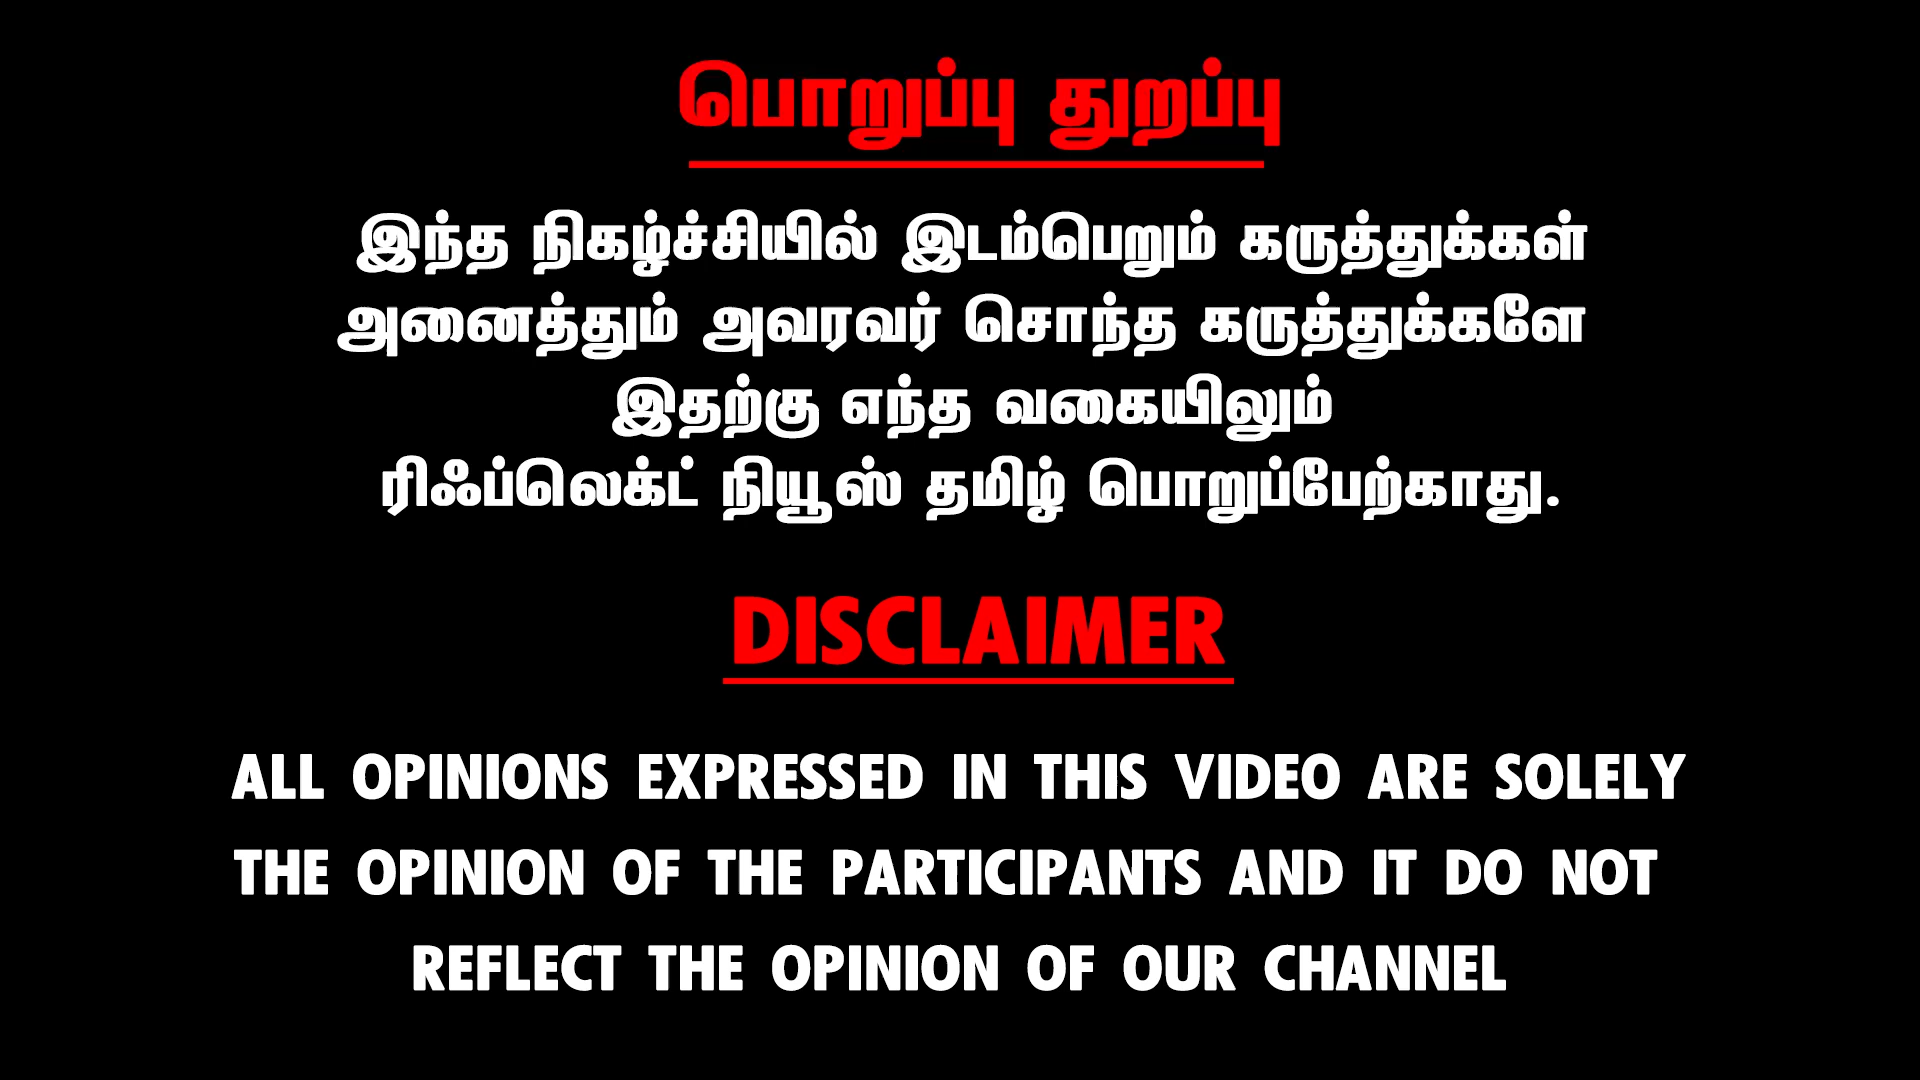 பொறுப்பு துறப்பு
இந்த நிகழ்ச்சியில் இடம்பெறும் கருத்துக்கள்
அனைத்தும் அவரவர் சொந்த கருத்துக்களே
இதற்கு எந்த வகையிலும்
ரிஃப்லெக்ட் நியூஸ் தமிழ் பொறுப்பேற்காது.
DISCLAIMER
ALL OPINIONS EXPRESSED IN THIS VIDEO ARE SOLELY
THE OPINION OF THE PARTICIPANTS AND IT DO NOT
REFLECT THE OPINION OF OUR CHANNEL